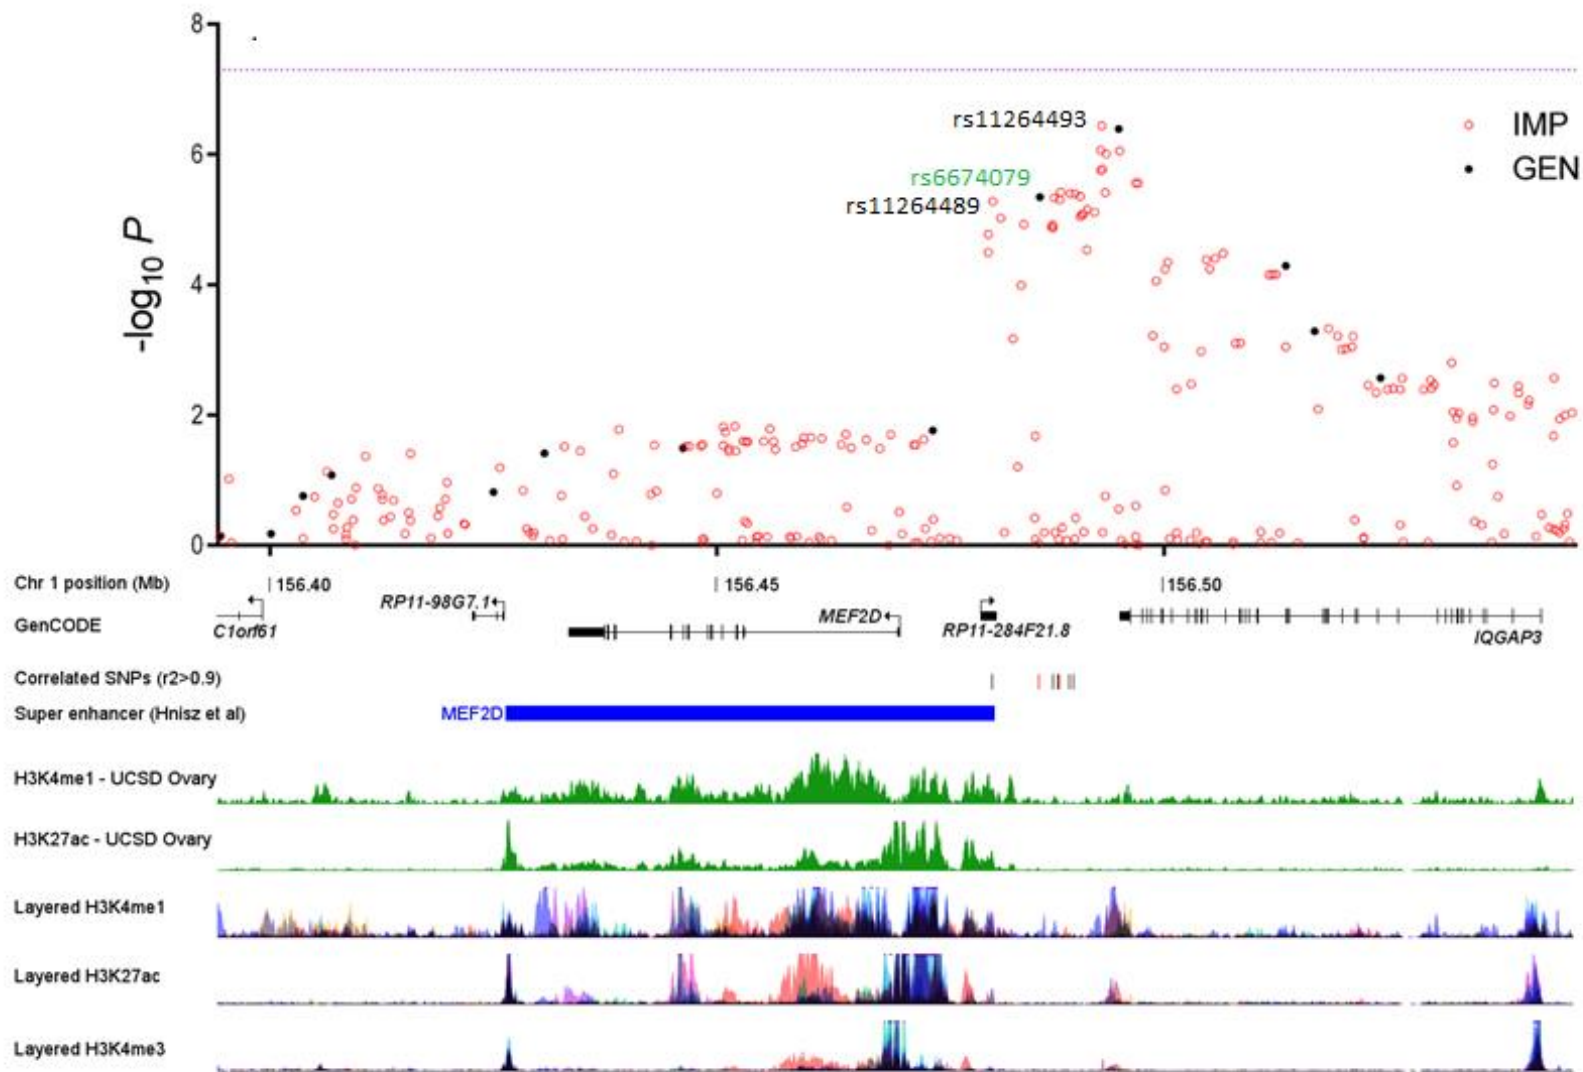 8
6
4
2
0
-log10 P
rs11264493
rs6674079
rs11264489
IMP
GEN
Chr 1 position (Mb)
156.40
156.45
156.50
GenCODE
C1orf61
RP11-98G7.1
MEF2D
RP11-284F21.8
IQGAP3
Correlated SNPs (r2>0.9)
Super enhancer (Hnisz et al)
MEF2D
H3K4me1 - UCSD Ovary
H3K27ac - UCSD Ovary
Layered H3K4me1
Layered H3K27ac
Layered H3K4me3